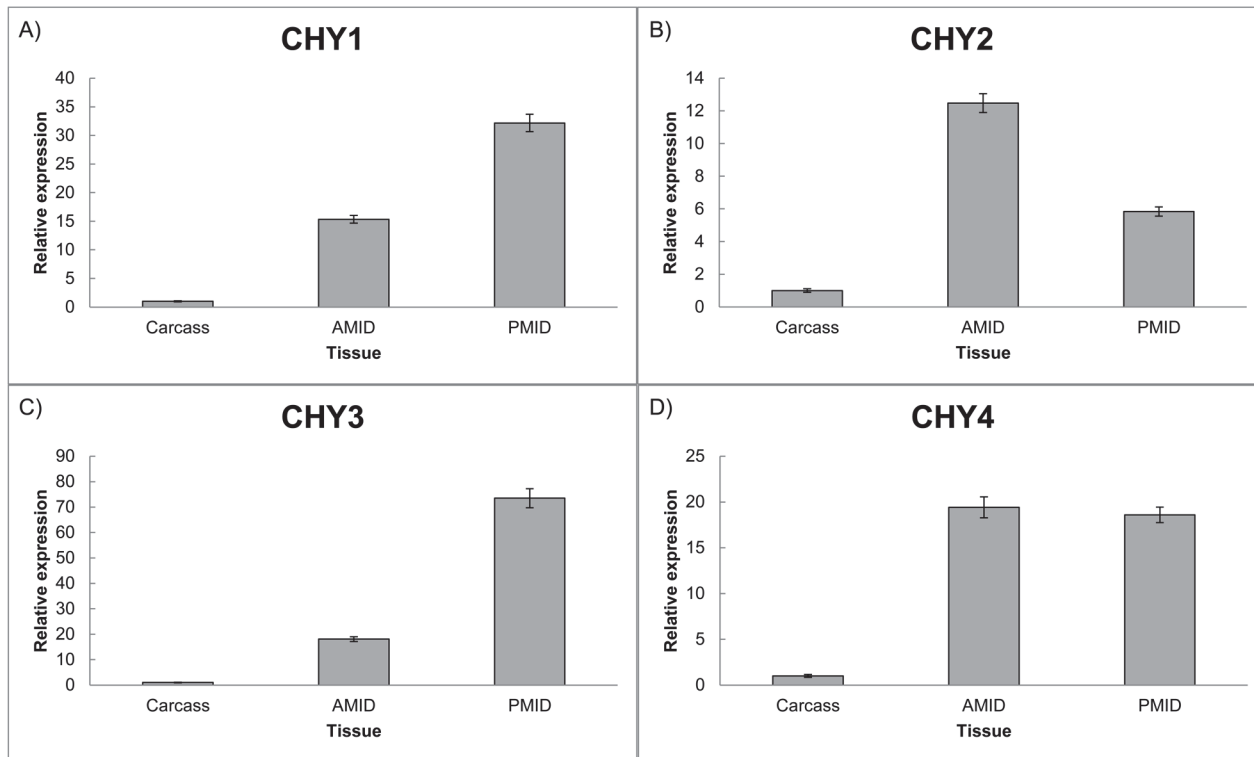 A)
CHY1
Relative expression
40
35
30
25
20
15
10
5
0
Carcass AMID PMID
Tissue
B)
CHY2
Relative expression
14
12
10
8
6
4
2
0
Carcass AMID PMID
Tissue
C)
CHY3
Relative expression
90
80
70
60
50
40
30
20
10
0
Carcass AMID PMID
Tissue
D)
CHY4
Relative expression
25
20
15
10
5
0
Carcass AMID PMID
Tissue